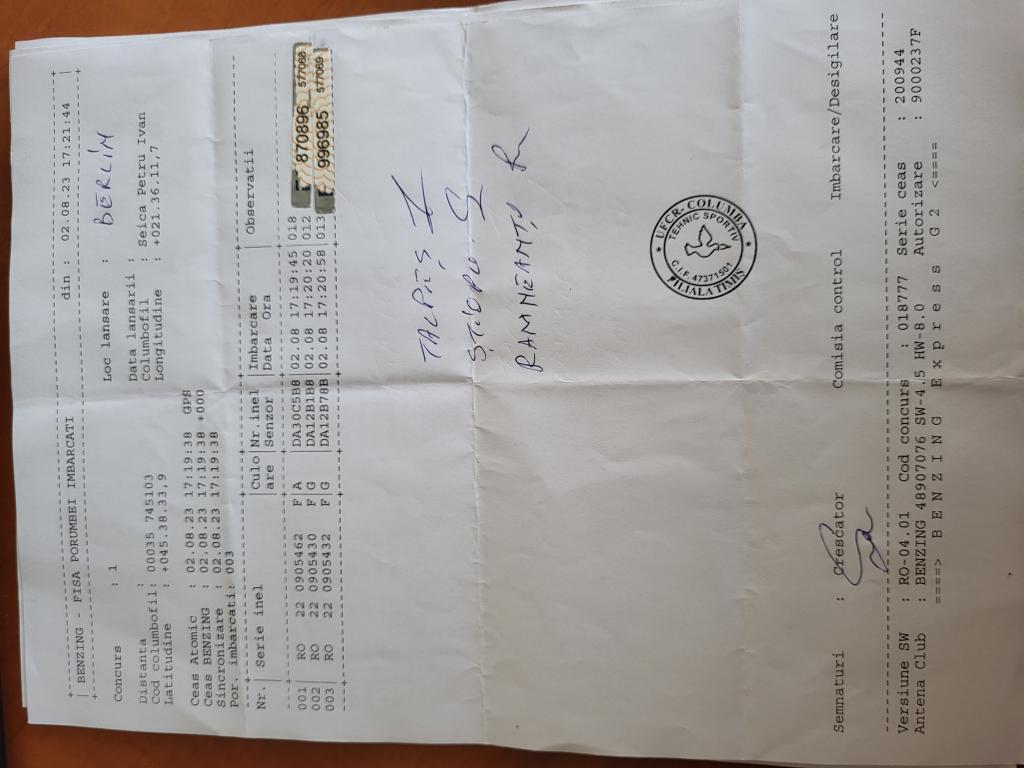 BENZING - FISA PORUMBEI IMBARCATI din : 02.08.23 17:21:44
Concurs : 1 Loc lansare : BERLIN
Distanta : Data lansarii :
Cod columbofil: 00035 745103 Columbofil : Seica Petru Ivan
Latitudine : +045.38.33,9 Longitudine : +021.36.11,7
Ceas Atomic : 02.08.23 17:19:38 GPS
Ceas BENZING : 02.08.23 17:19:38 +000
Sincronizare : 02.08.23 17:19:38
Por. imbarcati: 003
Nr.| Serie inel |Culo|Nr.inel |Imbarcare | Observatii
|are |Senzor |Data Ora |
001| RO 22 0905462 F A |DA30C5B8|02.08 17:19:45|018 870896 577068
002| RO 22 0905430 F G |DA12B1B8|02.08 17:20:20|012 996985 577069
003| RO 22 0905432 F G |DA12B78B|02.08 17:20:58|013
TALPIȘ I
RAMNEANTU R
UFCR- COLUMBA
TEHNIC SPORTIV
C.I.F. 47371501
FILIALA TIMIS
Semnaturi : Crescator Comisia control Imbarcare/Desigilare
Versiune SW : RO-04.01 Cod concurs : 018777 Serie ceas : 200944
Antena Club : BENZING 48907076 SW-4.5 HW-8.0 Autorizare : 9000237F
====> B E N Z I N G E x p r e s s G 2 <====